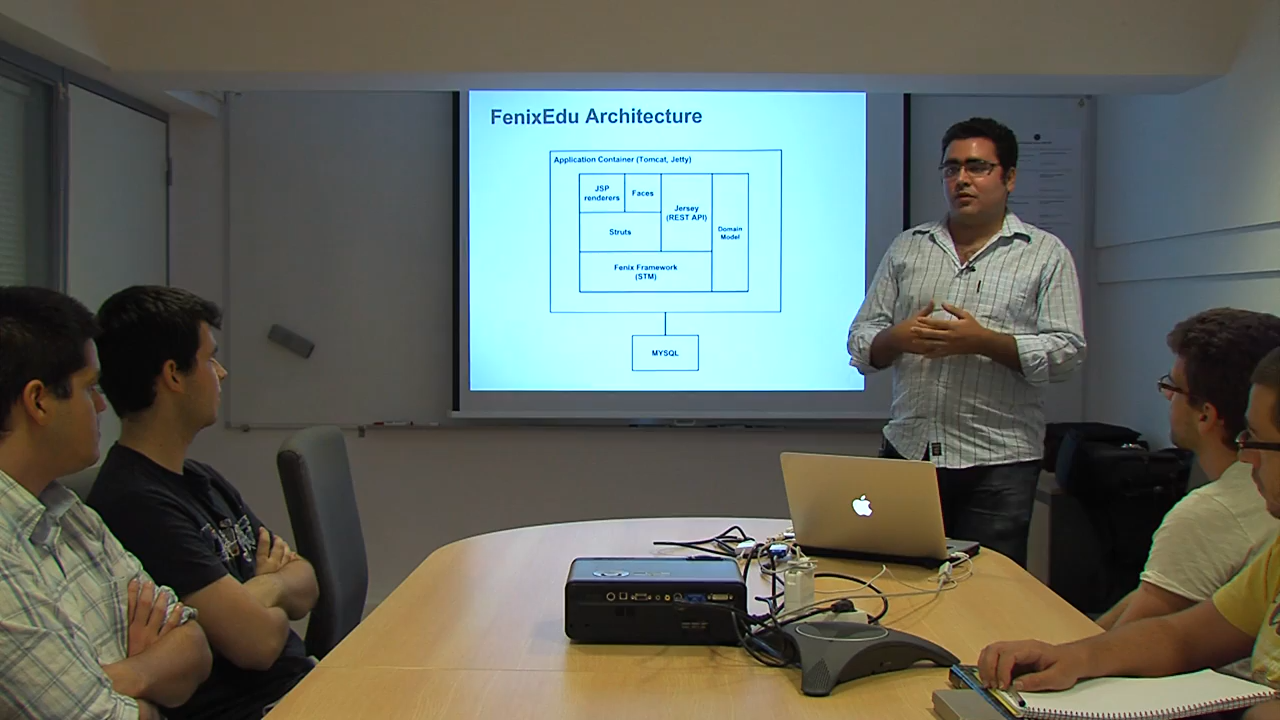 FenixEdu Architecture
Application Container (Tomcat, Jetty)
JSP
renderers
Faces
Jersey
(REST API)
Domain
Model
Struts
Fenix Framework
(STM)
MYSQL